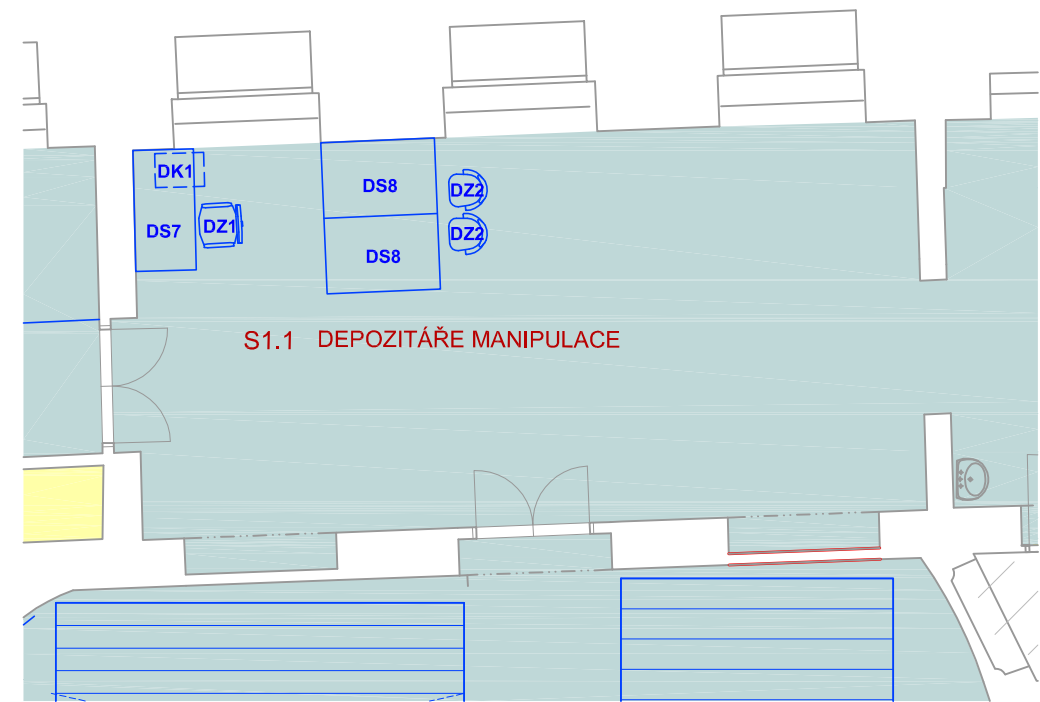 DK1
DS8
DZ2
DS7
DZ1
DZ2
DS8
S1.1 DEPOZITÁŘE MANIPULACE